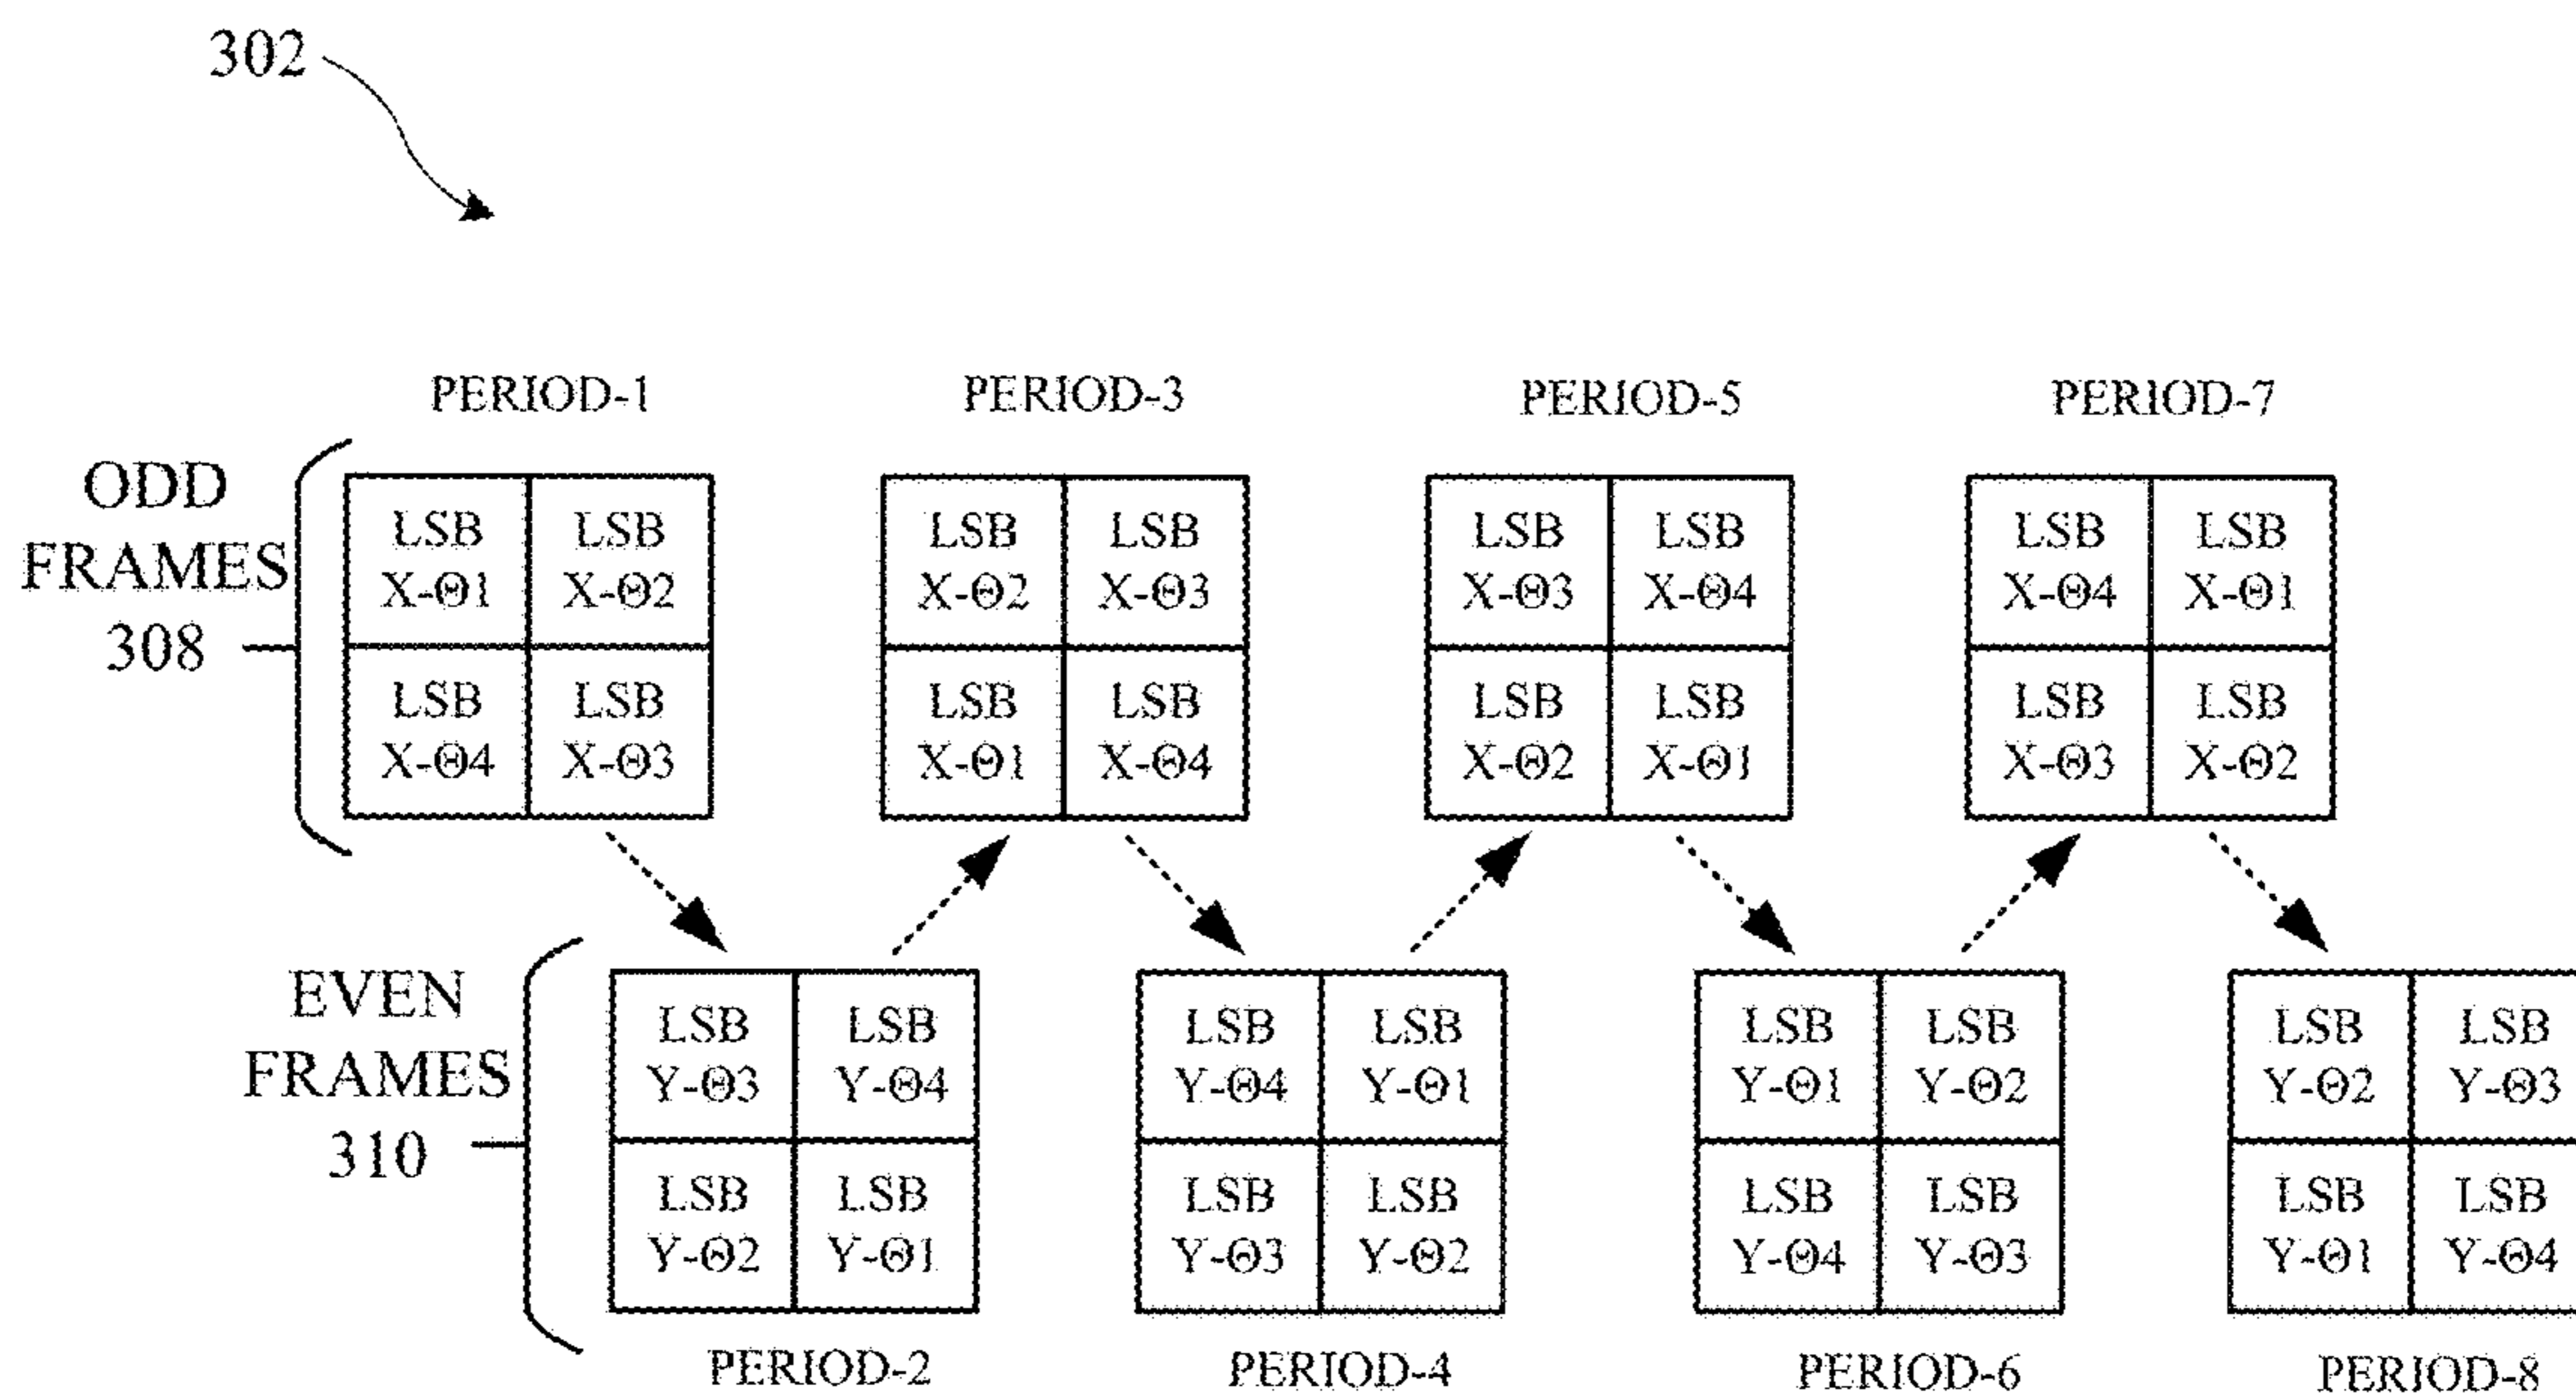 302
PERIOD-1 PERIOD-3 PERIOD-5 PERIOD-7
ODD
FRAMES
308
LSB LSB LSB LSB LSB LSB LSB LSB
X-Θ1 X-Θ2 X-Θ2 X-Θ3 X-Θ3 X-Θ4 X-Θ4 X-Θ1
LSB LSB LSB LSB LSB LSB LSB LSB
X-Θ4 X-Θ3 X-Θ1 X-Θ4 X-Θ2 X-Θ1 X-Θ3 X-Θ2
EVEN
FRAMES
310
LSB LSB LSB LSB LSB LSB LSB LSB
Y-Θ3 Y-Θ4 Y-Θ4 Y-Θ1 Y-Θ1 Y-Θ2 Y-Θ2 Y-Θ3
LSB LSB LSB LSB LSB LSB LSB LSB
Y-Θ2 Y-Θ1 Y-Θ3 Y-Θ2 Y-Θ4 Y-Θ3 Y-Θ1 Y-Θ4
PERIOD-2 PERIOD-4 PERIOD-6 PERIOD-8